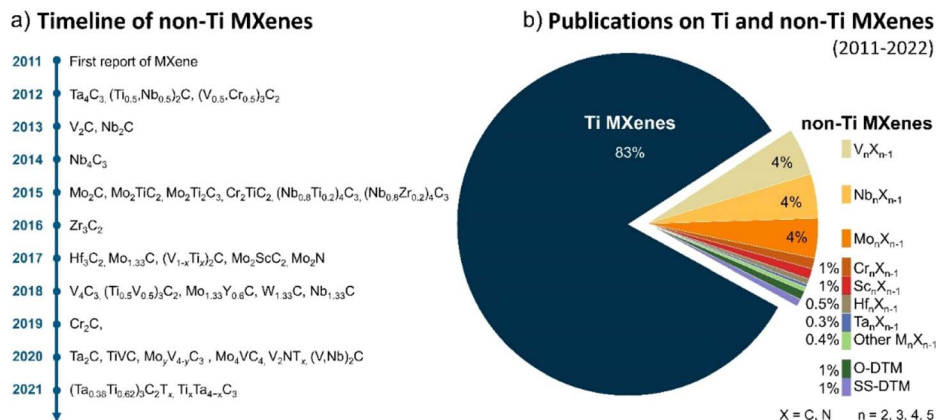 a) Timeline of non-Ti MXenes
2011 First report of MXene
2012 Ta₄C₃, (Ti₀.₅,Nb₀.₅)₂C, (V₀.₅,Cr₀.₅)₃C₂
2013 V₂C, Nb₂C
2014 Nb₄C₃
2015 Mo₂C, Mo₂TiC₂, Mo₂Ti₂C₃, Cr₂TiC₂, (Nb₀.₈Ti₀.₂)₄C₃, (Nb₀.₈Zr₀.₂)₄C₃
2016 Zr₃C₂
2017 Hf₃C₂, Mo₁.₃₃C, (V₁₋ₓTiₓ)₂C, Mo₂ScC₂, Mo₂N
2018 V₄C₃, (Ti₀.₅V₀.₅)₃C₂, Mo₁.₃₃Y₀.₆C, W₁.₃₃C, Nb₁.₃₃C
2019 Cr₂C,
2020 Ta₂C, TiVC, MoyV₄₋yC₃ , Mo₄VC₄, V₂NTₓ, (V,Nb)₂C
2021 (Ta₀.₃₈Ti₀.₆₂)₃C₂Tₓ, TiₓTa₄₋ₓC₃
b) Publications on Ti and non-Ti MXenes
(2011-2022)
Ti MXenes
83%
non-Ti MXenes
4% VₙXₙ₋₁
4% NbₙXₙ₋₁
4% MoₙXₙ₋₁
1% CrₙXₙ₋₁
1% ScₙXₙ₋₁
0.5% HfₙXₙ₋₁
0.3% TaₙXₙ₋₁
0.4% Other MₙXₙ₋₁
1% O-DTM
1% SS-DTM
X = C, N n = 2, 3, 4, 5